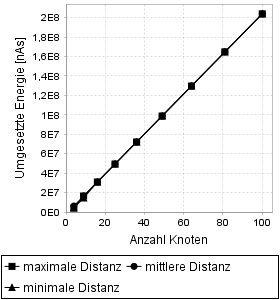 Umgesetzte Energie [nAs]
2E8
1,8E8
1,6E8
1,4E8
1,2E8
1E8
8E7
6E7
4E7
2E7
0E0
0 20 40 60 80 100
Anzahl Knoten
maximale Distanz mittlere Distanz
minimale Distanz